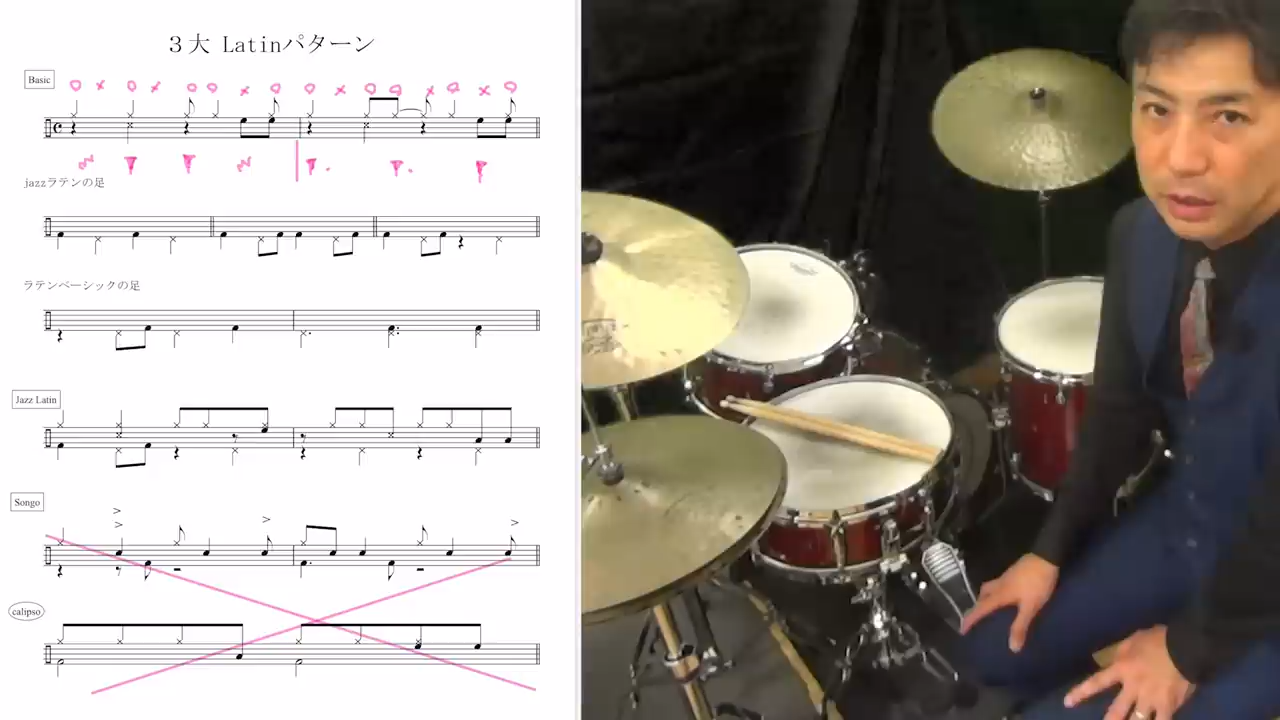 ３大 Latinパターン
Basic
jazzラテンの足
ラテンベーシックの足
Jazz Latin
Songo
calipso